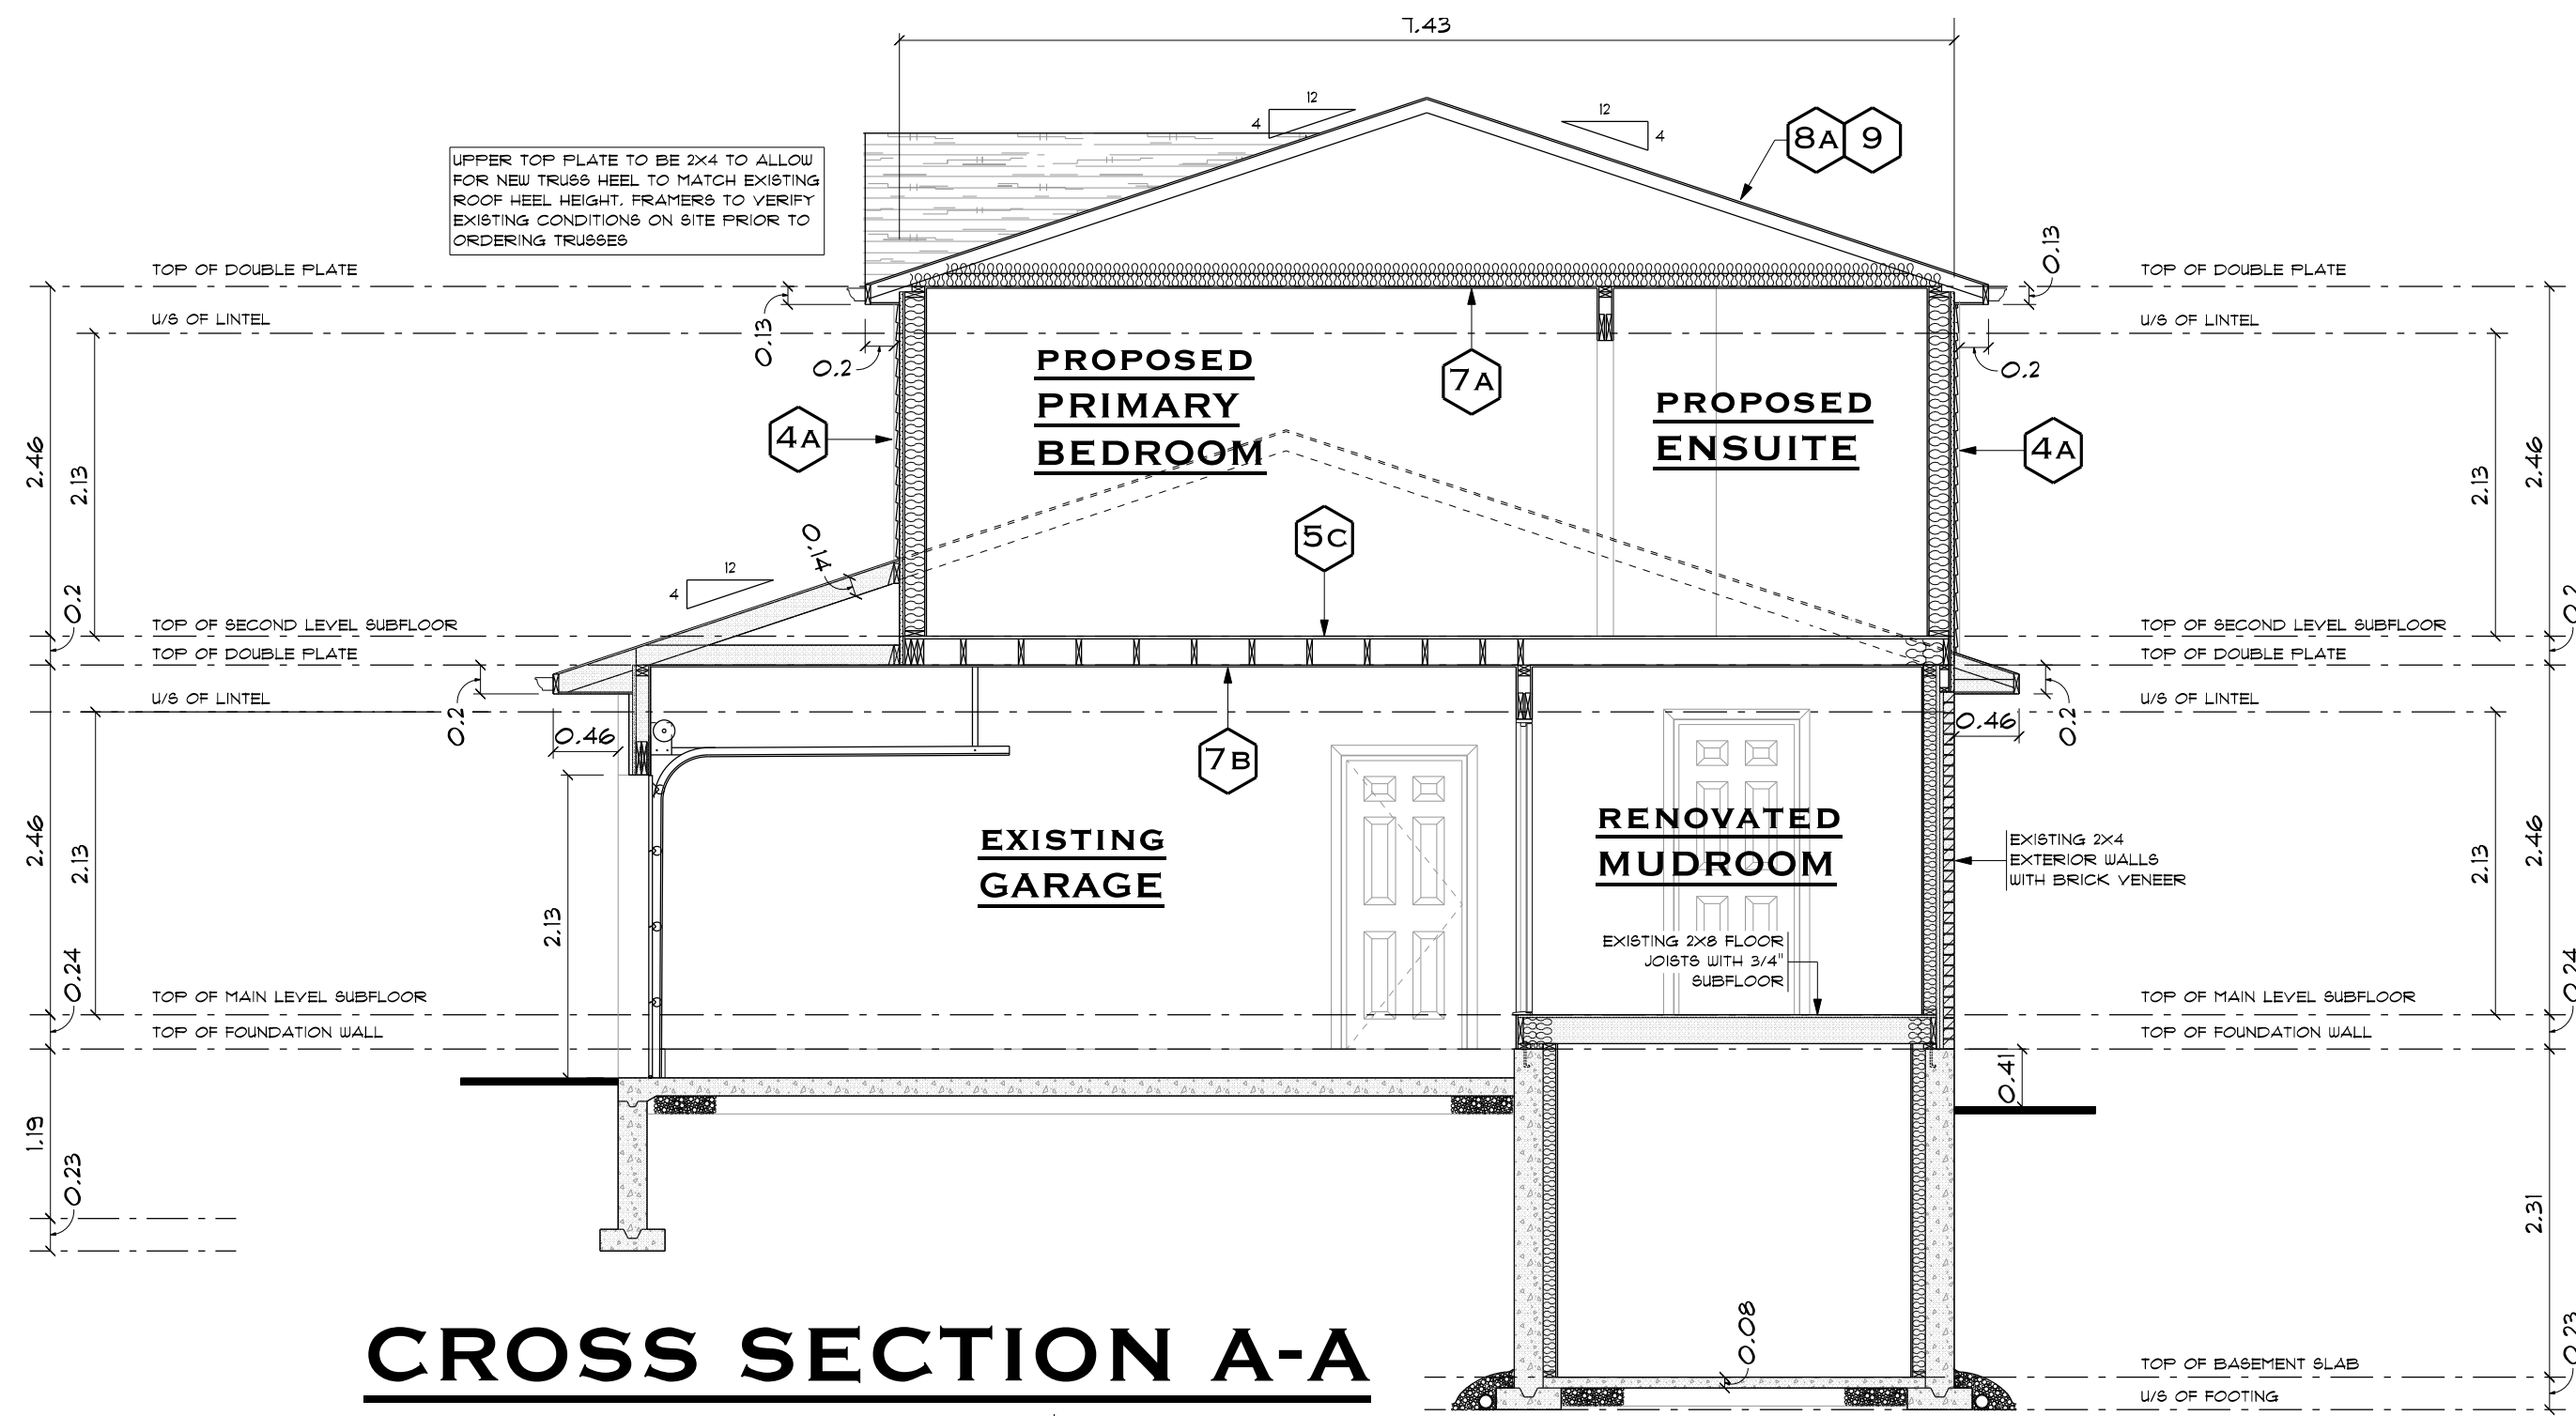 7.43
12
4
12
4
8A 9
UPPER TOP PLATE TO BE 2X4 TO ALLOW
FOR NEW TRUSS HEEL TO MATCH EXISTING
ROOF HEEL HEIGHT. FRAMERS TO VERIFY
EXISTING CONDITIONS ON SITE PRIOR TO
ORDERING TRUSSES
TOP OF DOUBLE PLATE
0.13
TOP OF DOUBLE PLATE
U/S OF LINTEL
0.13
0.2
0.2
U/S OF LINTEL
PROPOSED
PRIMARY
BEDROOM
7A
PROPOSED
ENSUITE
4A
4A
2.46
2.13
2.13
2.46
5C
0.14
12
4
0.2
0.2
TOP OF SECOND LEVEL SUBFLOOR
TOP OF SECOND LEVEL SUBFLOOR
TOP OF DOUBLE PLATE
TOP OF DOUBLE PLATE
U/S OF LINTEL
U/S OF LINTEL
0.2
0.46
0.46
0.2
7B
EXISTING
GARAGE
RENOVATED
MUDROOM
EXISTING 2X4
EXTERIOR WALLS
WITH BRICK VENEER
2.46
2.13
2.13
2.13
2.46
EXISTING 2X8 FLOOR
JOISTS WITH 3/4"
SUBFLOOR
0.24
0.24
TOP OF MAIN LEVEL SUBFLOOR
TOP OF MAIN LEVEL SUBFLOOR
TOP OF FOUNDATION WALL
TOP OF FOUNDATION WALL
0.41
1.19
0.23
2.31
0.08
0.23
CROSS SECTION A-A
TOP OF BASEMENT SLAB
U/S OF FOOTING